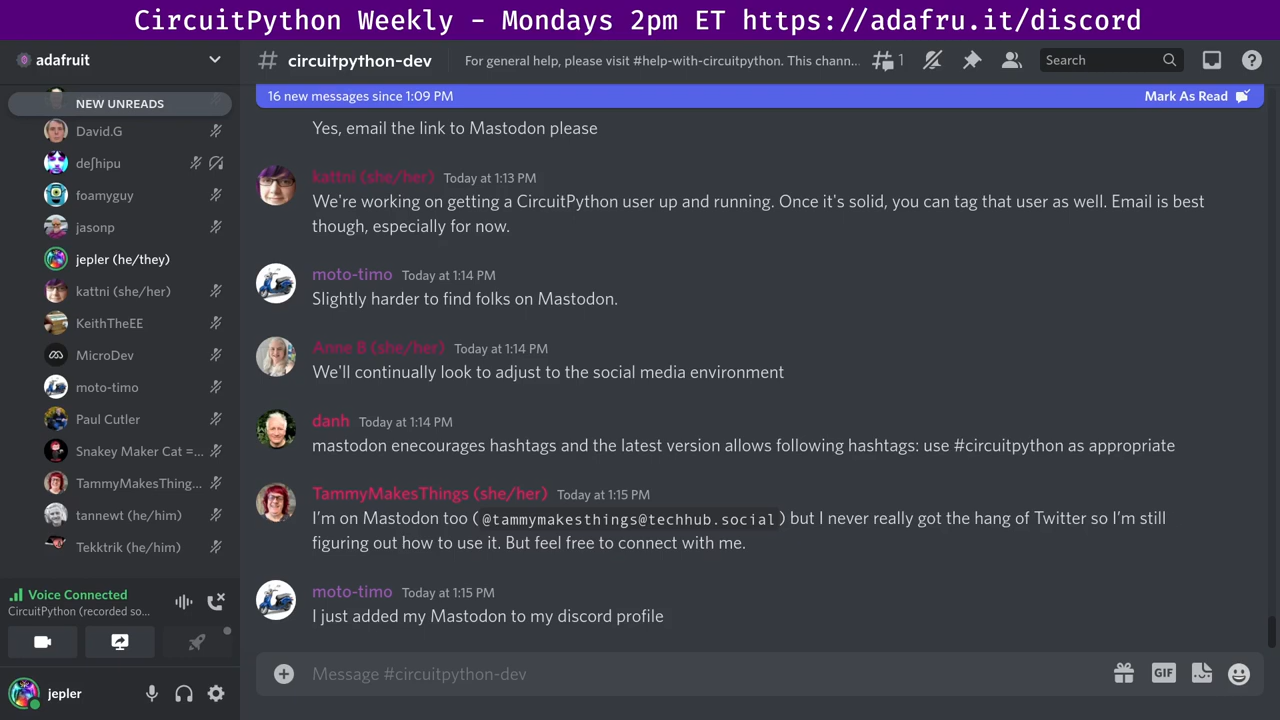 CircuitPython Weekly - Mondays 2pm ET https://adafru.it/discord
adafruit
# circuitpython-dev
For general help, please visit #help-with-circuitpython. This chann...
1
Search
NEW UNREADS
David.G
deʃhipu
foamyguy
jasonp
jepler (he/they)
kattni (she/her)
KeithTheEE
MicroDev
moto-timo
Paul Cutler
Snakey Maker Cat =...
TammyMakesThing...
tannewt (he/him)
Tekktrik (he/him)
Voice Connected
CircuitPython (recorded so...
jepler
16 new messages since 1:09 PM
Mark As Read
Yes, email the link to Mastodon please
kattni (she/her) Today at 1:13 PM
We're working on getting a CircuitPython user up and running. Once it's solid, you can tag that user as well. Email is best
though, especially for now.
moto-timo Today at 1:14 PM
Slightly harder to find folks on Mastodon.
Anne B (she/her) Today at 1:14 PM
We'll continually look to adjust to the social media environment
danh Today at 1:14 PM
mastodon enecourages hashtags and the latest version allows following hashtags: use #circuitpython as appropriate
TammyMakesThings (she/her) Today at 1:15 PM
I'm on Mastodon too ( @tammymakesthings@techhub.social ) but I never really got the hang of Twitter so I'm still
figuring out how to use it. But feel free to connect with me.
moto-timo Today at 1:15 PM
I just added my Mastodon to my discord profile
Message #circuitpython-dev
GIF